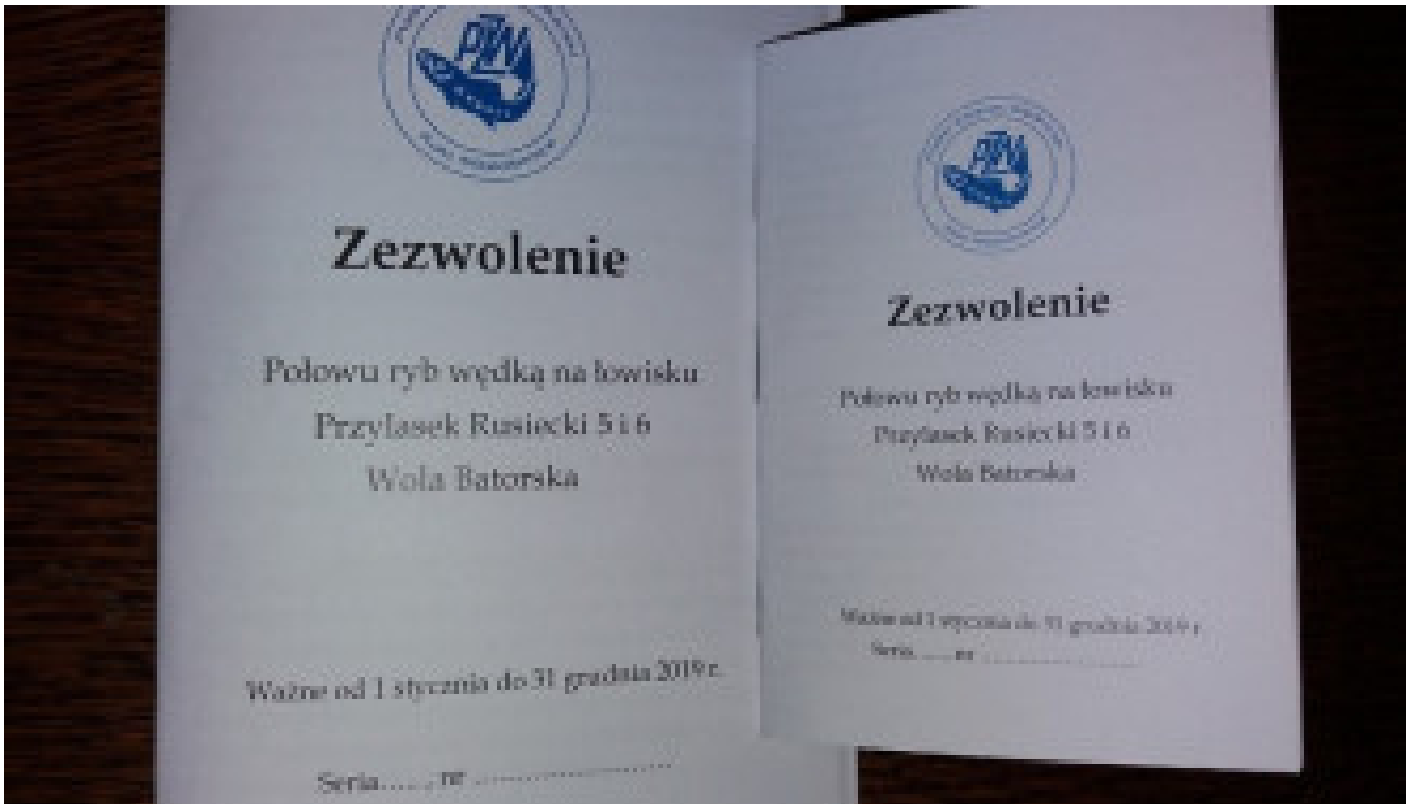 PZW
Zezwolenie
Połowu ryb wędką na łowisku
Przylasek Rusiecki 5 i 6
Wola Batorska
Ważne od 1 stycznia do 31 grudnia 2019 r.
Seria...... nr ..............................
PZW
Zezwolenie
Połowu ryb wędką na łowisku
Przylasek Rusiecki 5 i 6
Wola Batorska
Ważne od 1 stycznia do 31 grudnia 2019 r
Seria ...... nr ..............................